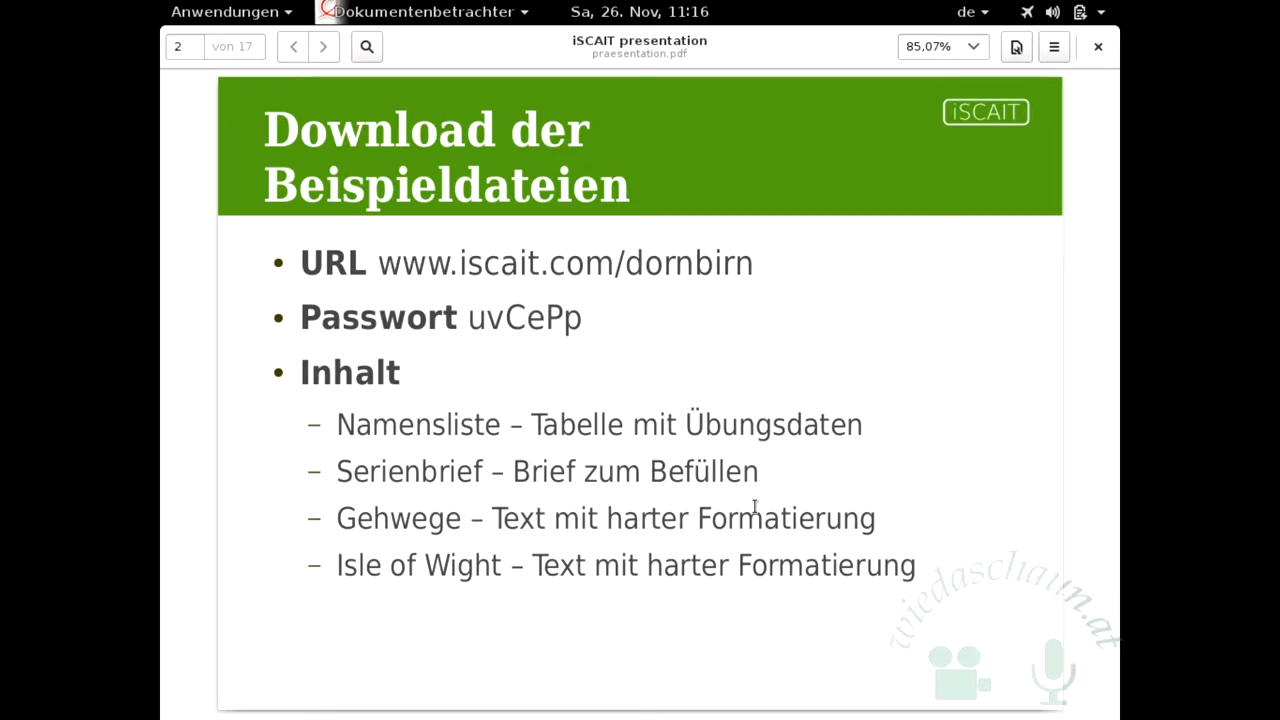 Anwendungen Dokumentenbetrachter Sa, 26. Nov, 11:16 de
2 von 17 iSCAIT presentation 85,07%
praesentation.pdf
iSCAIT
Download der
Beispieldateien
• URL www.iscait.com/dornbirn
• Passwort uvCePp
• Inhalt
– Namensliste – Tabelle mit Übungsdaten
– Serienbrief – Brief zum Befüllen
– Gehwege – Text mit harter Formatierung
– Isle of Wight – Text mit harter Formatierung
wiedaschaun.at